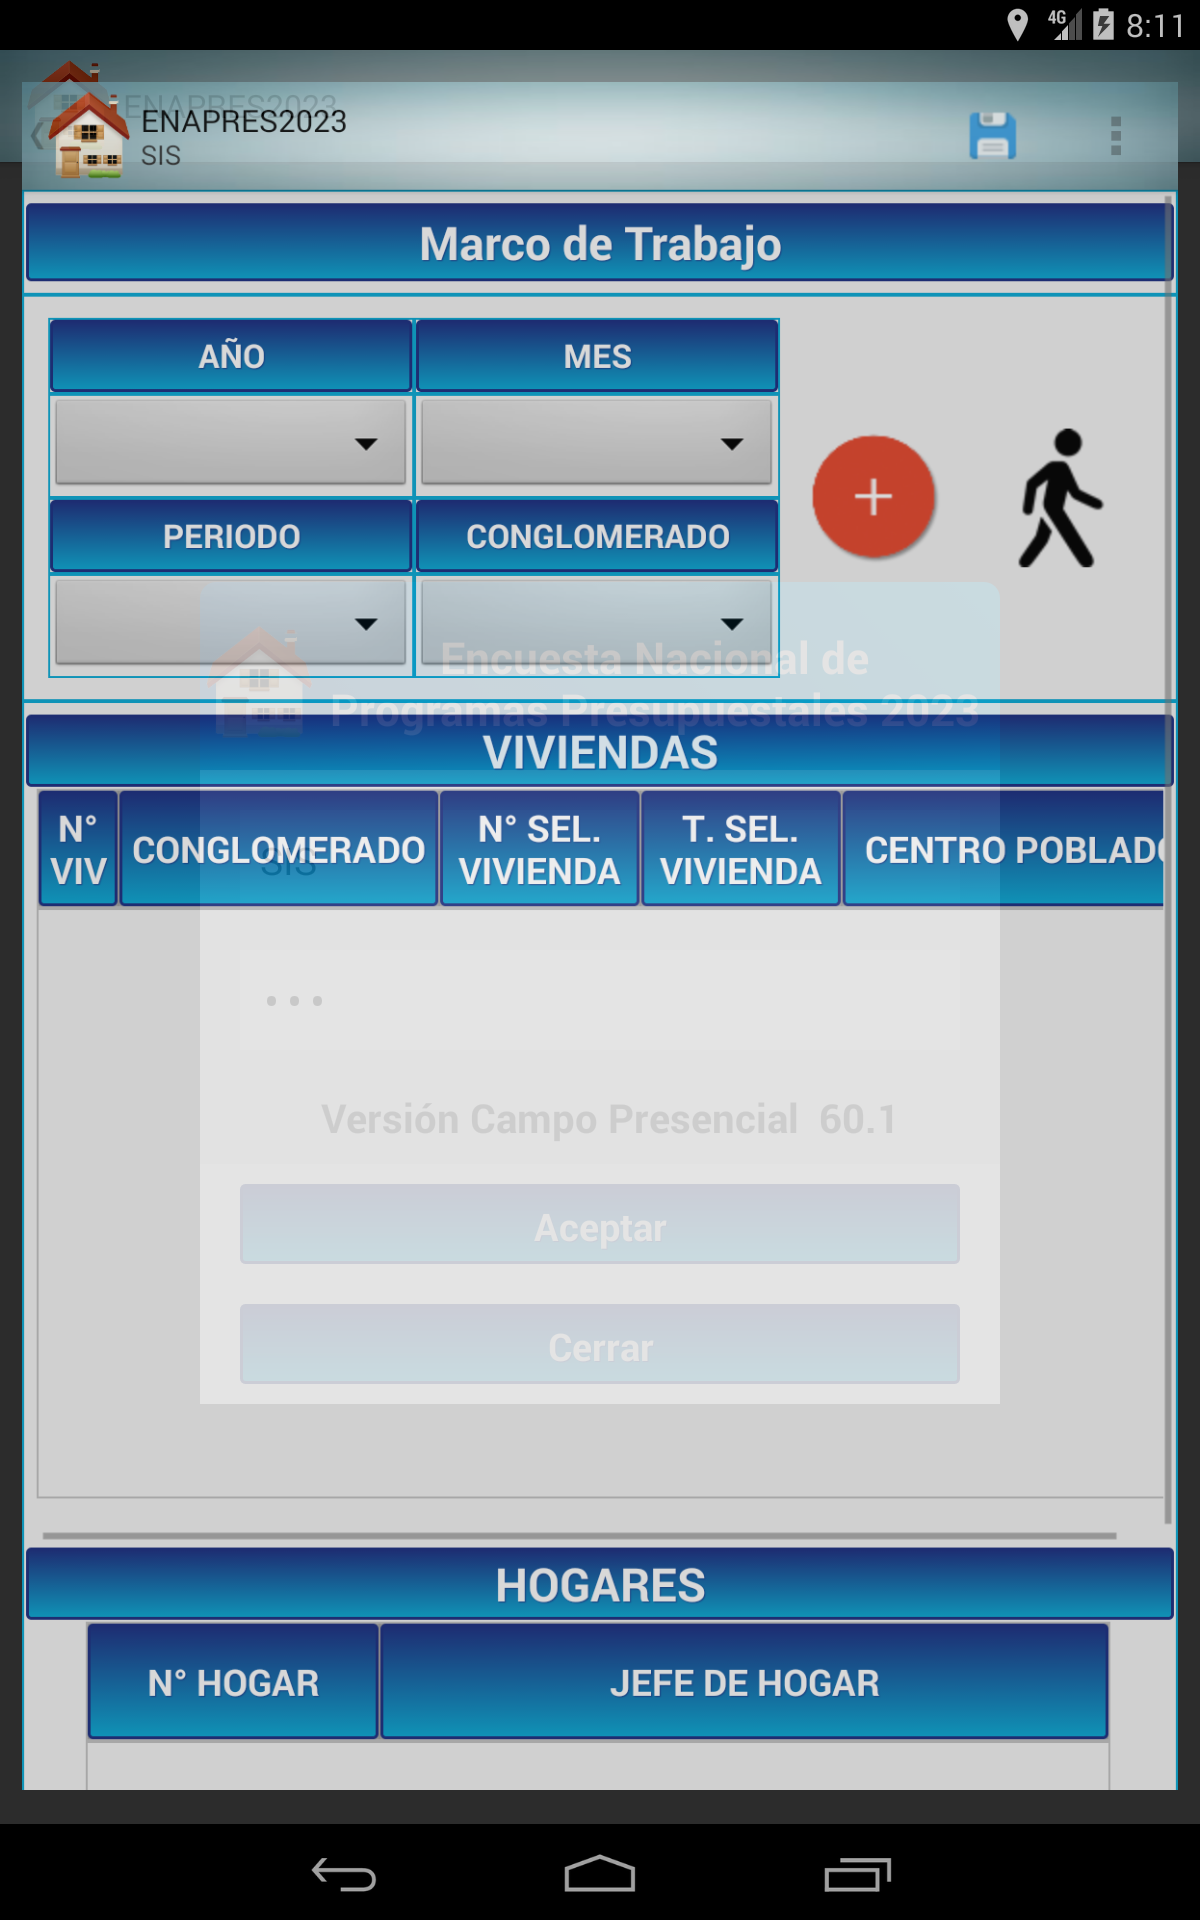 4G 8:11
ENAPRES2023
ENAPRES2023
SIS
Marco de Trabajo
AÑO MES
PERIODO CONGLOMERADO
Encuesta Nacional de
Programas Presupuestales 2023
VIVIENDAS
N° VIV CONGLOMERADO N° SEL. VIVIENDA T. SEL. VIVIENDA CENTRO POBLADO
SIS
Versión Campo Presencial 60.1
Aceptar
Cerrar
HOGARES
N° HOGAR JEFE DE HOGAR